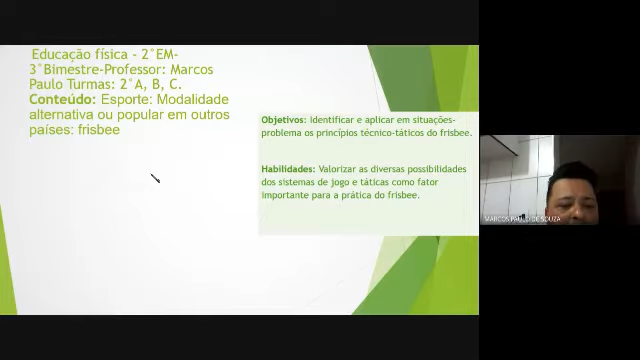 Educação física - 2°EM-
3°Bimestre-Professor: Marcos
Paulo Turmas: 2°A, B, C.
Conteúdo: Esporte: Modalidade
alternativa ou popular em outros
países: frisbee
Objetivos: Identificar e aplicar em situações-
problema os princípios técnico-táticos do frisbee.
Habilidades: Valorizar as diversas possibilidades
dos sistemas de jogo e táticas como fator
importante para a prática do frisbee.
MARCOS PAULO DE SOUZA